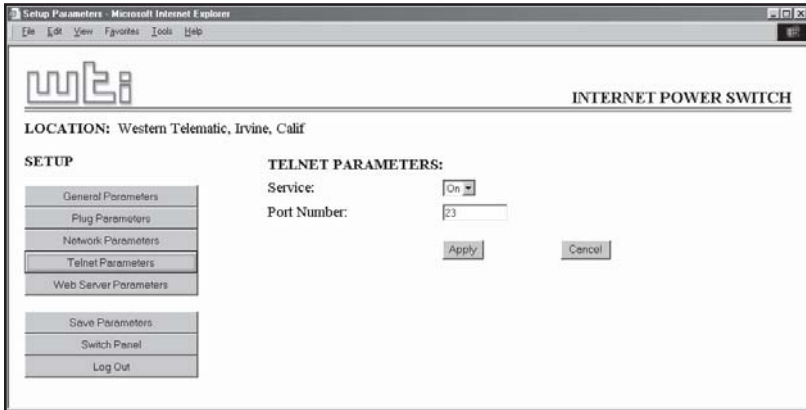 Setup Parameters - Microsoft Internet Explorer
File Edit View Favorites Tools Help
wti
INTERNET POWER SWITCH
LOCATION: Western Telematic, Irvine, Calif
SETUP
General Parameters
Plug Parameters
Network Parameters
Telnet Parameters
Web Server Parameters
Save Parameters
Switch Panel
Log Out
TELNET PARAMETERS:
Service: On
Port Number: 23
Apply Cancel